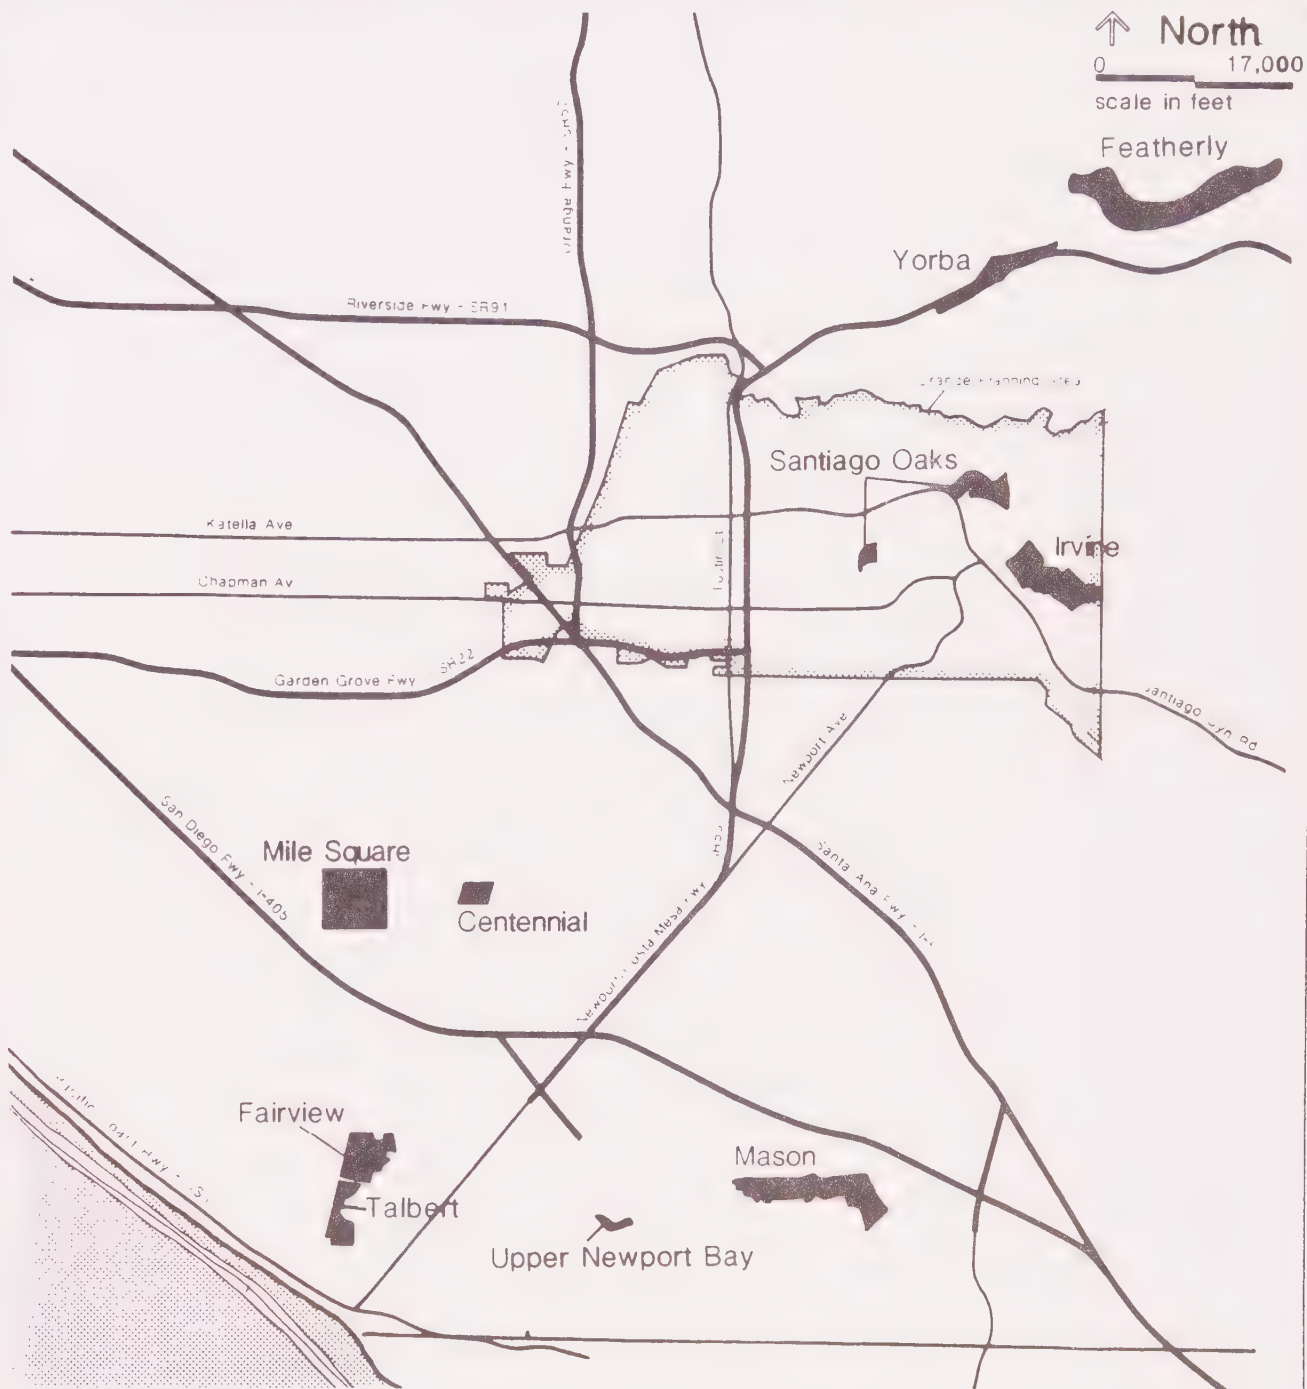 North
0 17,000
scale in feet
Featherly
Yorba
Riverside Fwy - SR91
Planning
Santiago Oaks
Katella Ave
Irvine
Chapman Av
SR22
Garden Grove Fwy
Newport Ave
San Diego Fwy - I-405
Mile Square
Santa Ana Fwy
Centennial
Fairview
Mason
Talbert
Upper Newport Bay